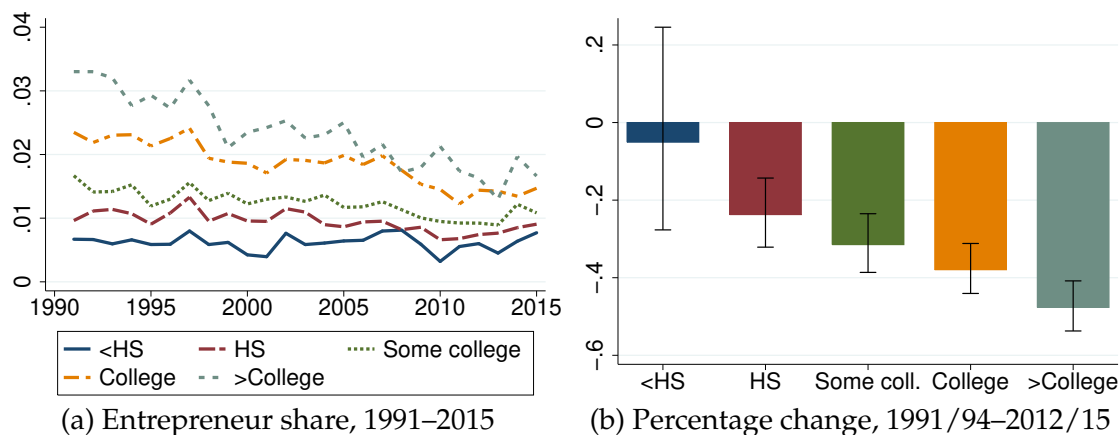 .04
.03
.02
.01
0
1990 1995 2000 2005 2010 2015
<HS HS Some college
College >College
(a) Entrepreneur share, 1991–2015
.2
0
-.2
-.4
-.6
<HS HS Some coll. College >College
(b) Percentage change, 1991/94–2012/15